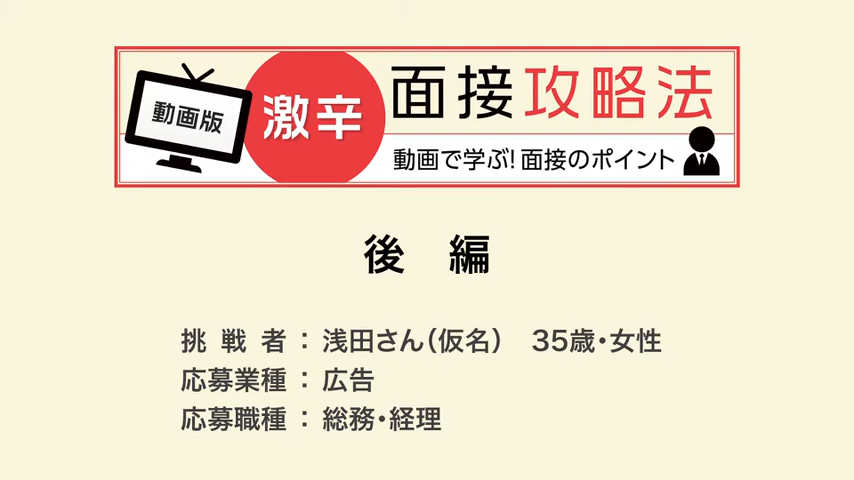 動画版
激辛
面接攻略法
動画で学ぶ!面接のポイント
後 編
挑戦者：浅田さん（仮名） 35歳・女性
応募業種：広告
応募職種：総務・経理